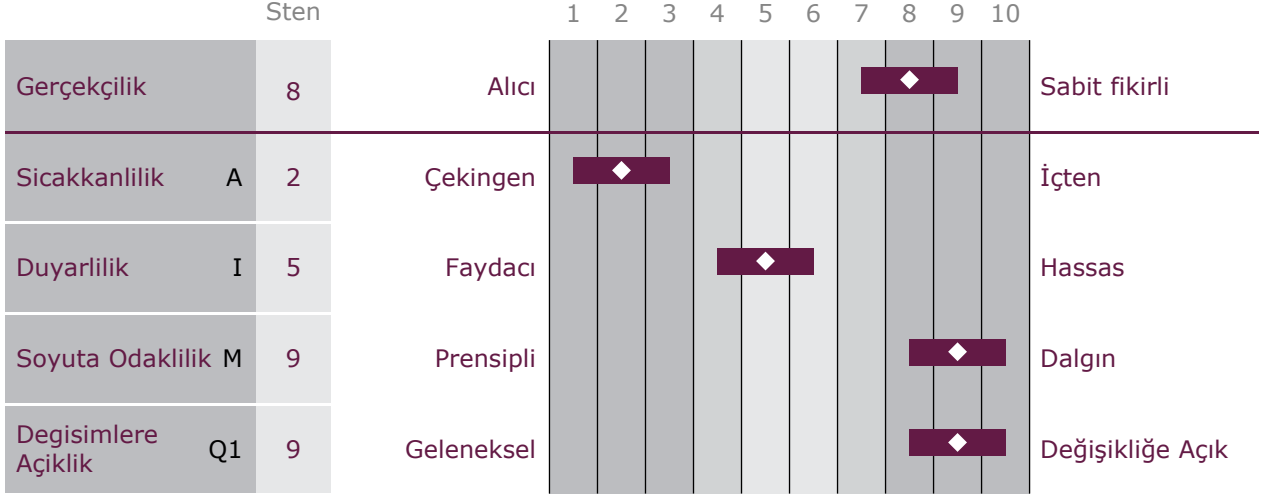 Sten 1 2 3 4 5 6 7 8 9 10
Gerçekçilik 8 Alıcı Sabit fikirli
Sicakkanlilik A 2 Çekingen İçten
Duyarlilik I 5 Faydacı Hassas
Soyuta Odaklilik M 9 Prensipli Dalgın
Degisimlere
Açiklik Q1 9 Geleneksel Değişikliğe Açık